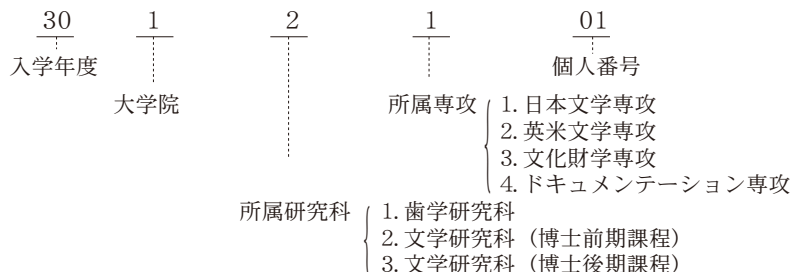 30 1 2 1 01
入学年度 個人番号
大学院 所属専攻 1. 日本文学専攻
2. 英米文学専攻
3. 文化財学専攻
4. ドキュメンテーション専攻
所属研究科 1. 歯学研究科
2. 文学研究科（博士前期課程）
3. 文学研究科（博士後期課程）